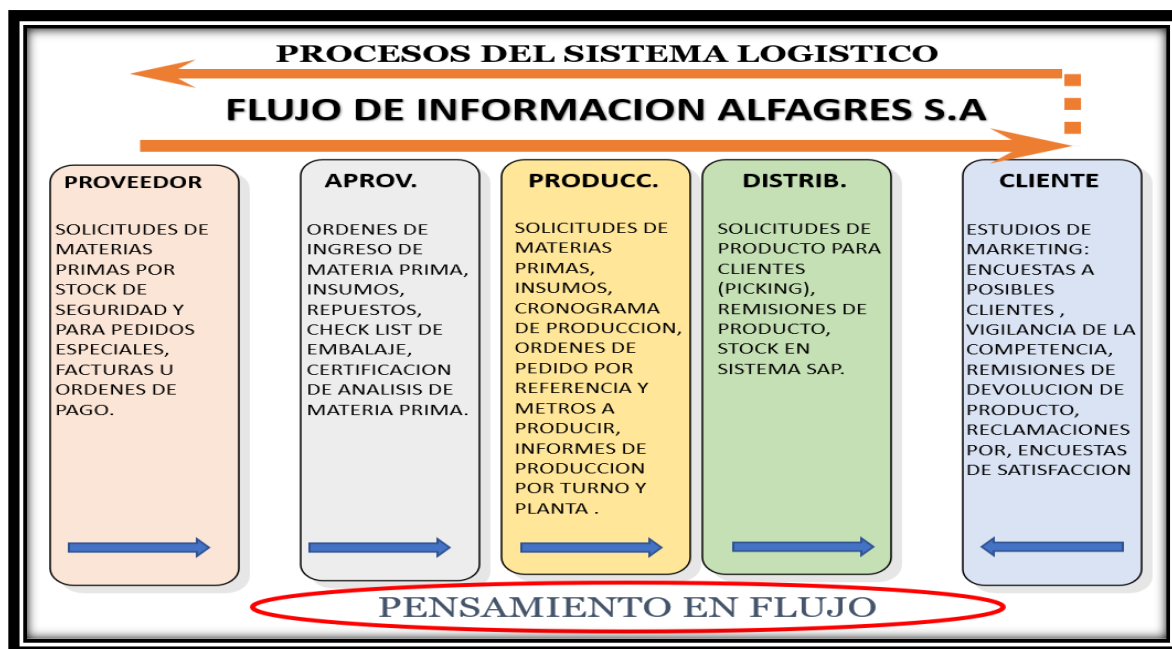 PROCESOS DEL SISTEMA LOGISTICO
FLUJO DE INFORMACION ALFAGRES S.A
PROVEEDOR
SOLICITUDES DE
MATERIAS
PRIMAS POR
STOCK DE
SEGURIDAD Y
PARA PEDIDOS
ESPECIALES,
FACTURAS U
ORDENES DE
PAGO.
APROV.
ORDENES DE
INGRESO DE
MATERIA PRIMA,
INSUMOS,
REPUESTOS,
CHECK LIST DE
EMBALAJE,
CERTIFICACION
DE ANALISIS DE
MATERIA PRIMA.
PRODUCC.
SOLICITUDES DE
MATERIAS
PRIMAS,
INSUMOS,
CRONOGRAMA
DE PRODUCCION,
ORDENES DE
PEDIDO POR
REFERENCIA Y
METROS A
PRODUCIR,
INFORMES DE
PRODUCCION
POR TURNO Y
PLANTA .
DISTRIB.
SOLICITUDES DE
PRODUCTO PARA
CLIENTES
(PICKING),
REMISIONES DE
PRODUCTO,
STOCK EN
SISTEMA SAP.
CLIENTE
ESTUDIOS DE
MARKETING:
ENCUESTAS A
POSIBLES
CLIENTES ,
VIGILANCIA DE LA
COMPETENCIA,
REMISIONES DE
DEVOLUCION DE
PRODUCTO,
RECLAMACIONES
POR, ENCUESTAS
DE SATISFACCION
PENSAMIENTO EN FLUJO